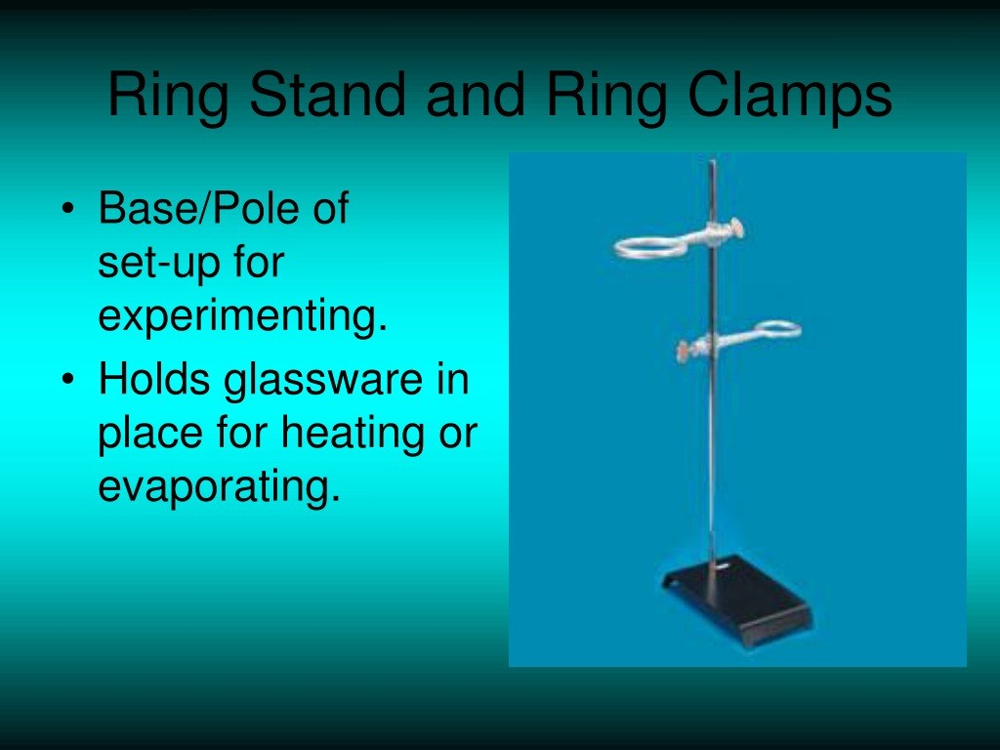 Ring Stand and Ring Clamps
• Base/Pole of
set-up for
experimenting.
• Holds glassware in
place for heating or
evaporating.